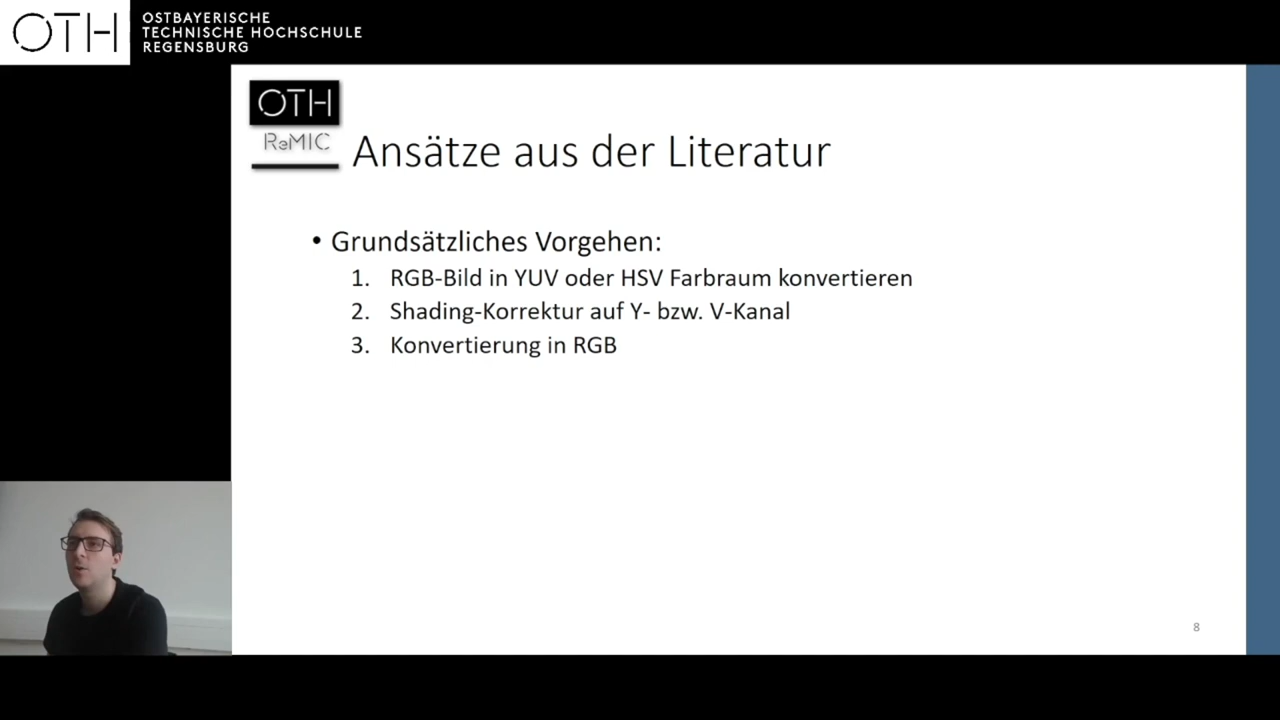 OTH
OSTBAYERISCHE
TECHNISCHE HOCHSCHULE
REGENSBURG
OTH
ReMIC
Ansätze aus der Literatur
• Grundsätzliches Vorgehen:
1. RGB-Bild in YUV oder HSV Farbraum konvertieren
2. Shading-Korrektur auf Y- bzw. V-Kanal
3. Konvertierung in RGB
8